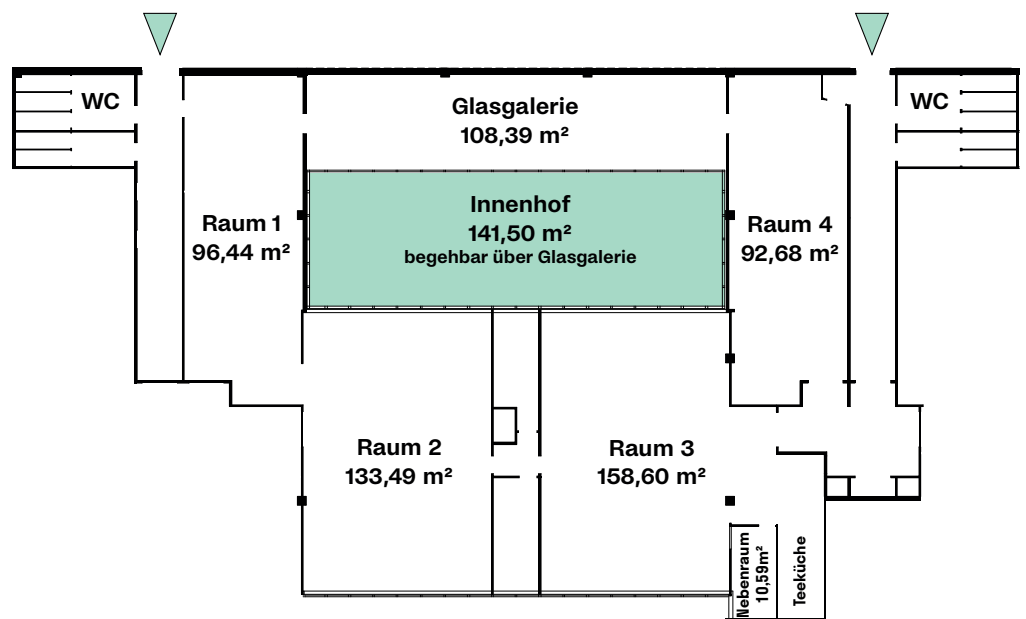 WC
Glasgalerie
108,39 m²
WC
Raum 1
96,44 m²
Innenhof
141,50 m²
begehbar über Glasgalerie
Raum 4
92,68 m²
Raum 2
133,49 m²
Raum 3
158,60 m²
Nebenraum
10,59m²
Teeküche